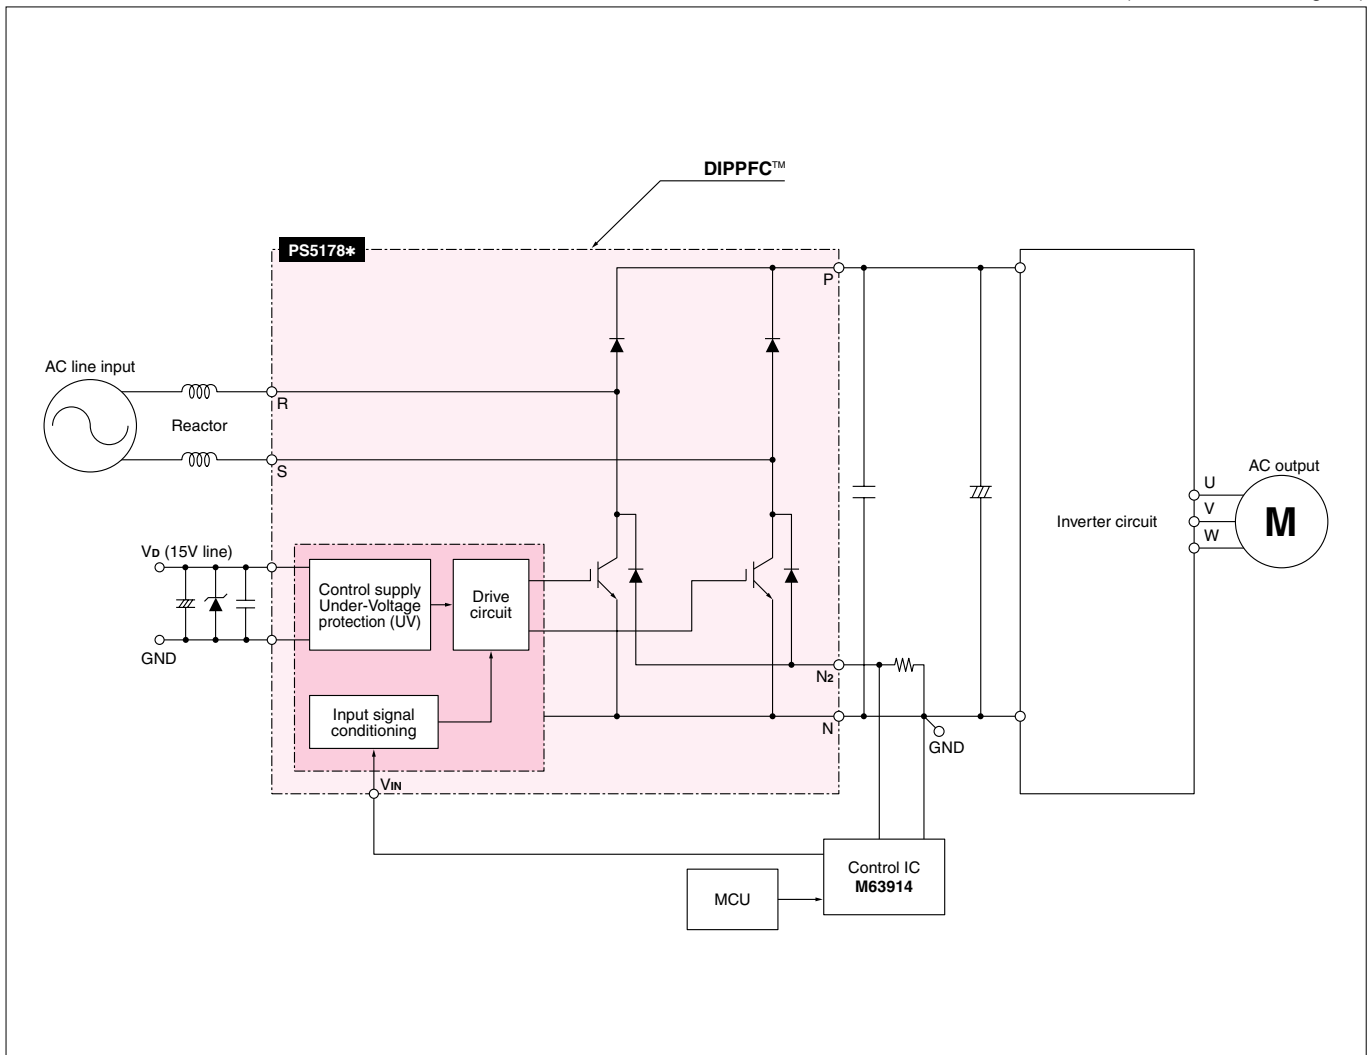 DIPPFC™
PS5178*
P
AC line input
R
Reactor
S
AC output
U
V
W
M
Inverter circuit
VD (15V line)
Control supply
Under-Voltage
protection (UV)
Drive
circuit
GND
N2
Input signal
conditioning
N
GND
VIN
Control IC
M63914
MCU